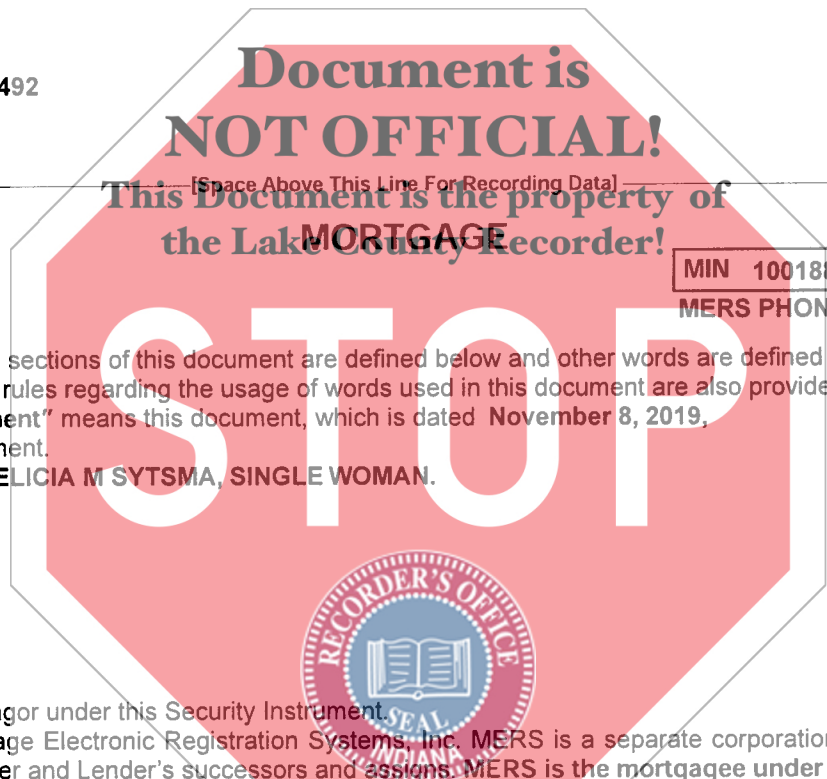 492
Document is
NOT OFFICIAL!
[Space Above This Line For Recording Data]
This Document is the property of
MORTGAGE
the Lake County Recorder!
MIN 10018
MERS PHON
sections of this document are defined below and other words are defined
rules regarding the usage of words used in this document are also provide
ent" means this document, which is dated November 8, 2019,
nent.
ELICIA M SYTSMA, SINGLE WOMAN.
STOP
RECORDER'S OFFICE
SEAL
INDIANA
gor under this Security Instrument.
age Electronic Registration Systems, Inc. MERS is a separate corporation
er and Lender's successors and assigns. MERS is the mortgagee under